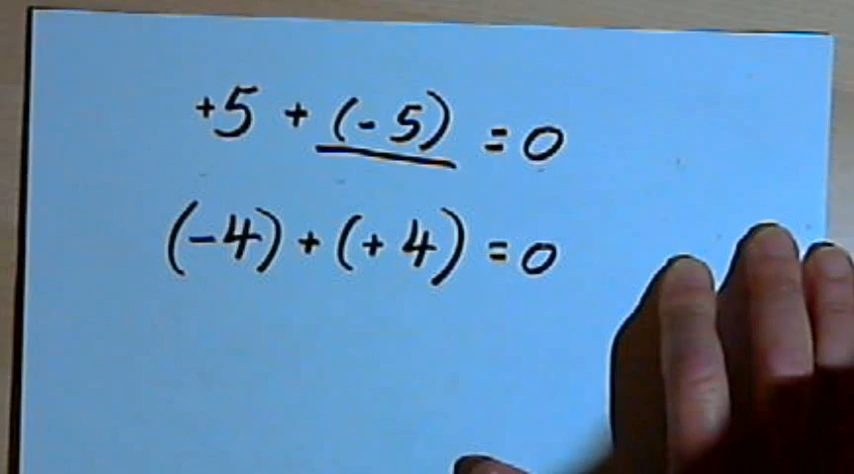 +5 + (-5) = 0
(-4) + (+4) = 0